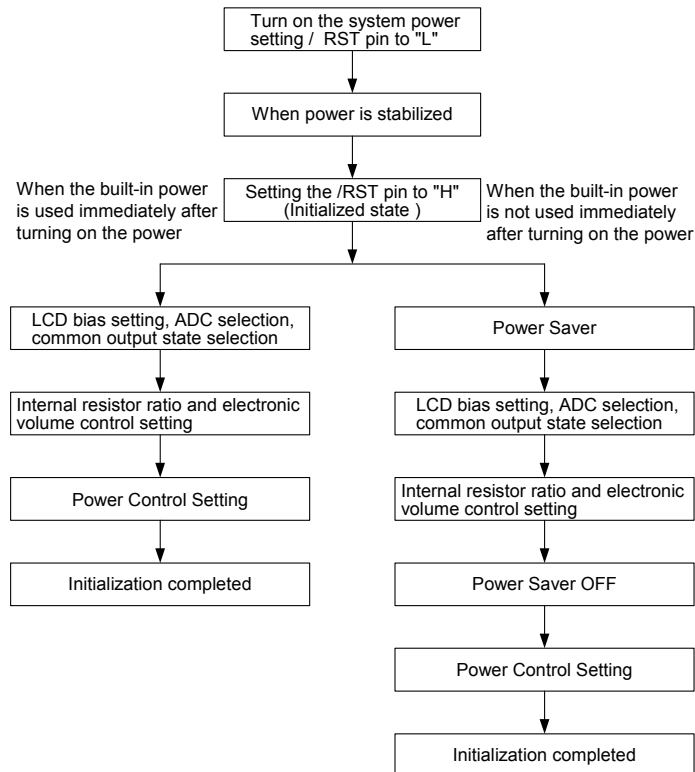 Turn on the system power
setting / RST pin to "L"
When power is stabilized
When the built-in power
is used immediately after
turning on the power
Setting the /RST pin to "H"
(Initialized state )
When the built-in power
is not used immediately
after turning on the power
LCD bias setting, ADC selection,
common output state selection
Internal resistor ratio and electronic
volume control setting
Power Control Setting
Initialization completed
Power Saver
LCD bias setting, ADC selection,
common output state selection
Internal resistor ratio and electronic
volume control setting
Power Saver OFF
Power Control Setting
Initialization completed